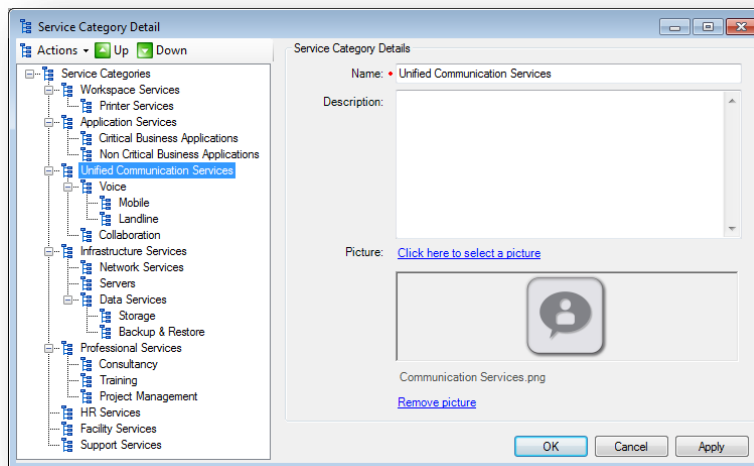 Service Category Detail
Actions Up Down
Service Categories
Workspace Services
Printer Services
Application Services
Ciritical Business Applications
Non Critical Business Applications
Unified Communication Services
Voice
Mobile
Landline
Collaboration
Infrastructure Services
Network Services
Servers
Data Services
Storage
Backup & Restore
Professional Services
Consultancy
Training
Project Management
HR Services
Facility Services
Support Services
Service Category Details
Name: Unified Communication Services
Description:
Picture: Click here to select a picture
Communication Services.png
Remove picture
OK Cancel Apply